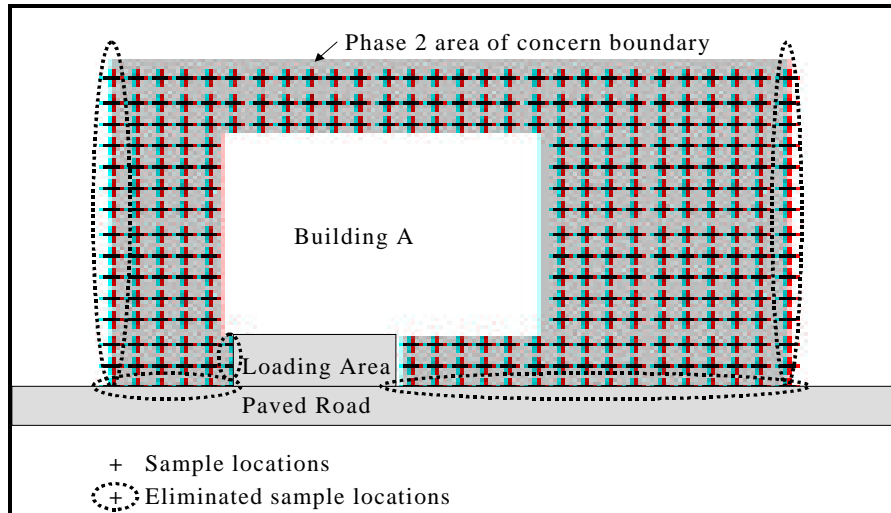 Phase 2 area of concern boundary
Building A
Loading Area
Paved Road
+ Sample locations
+ Eliminated sample locations